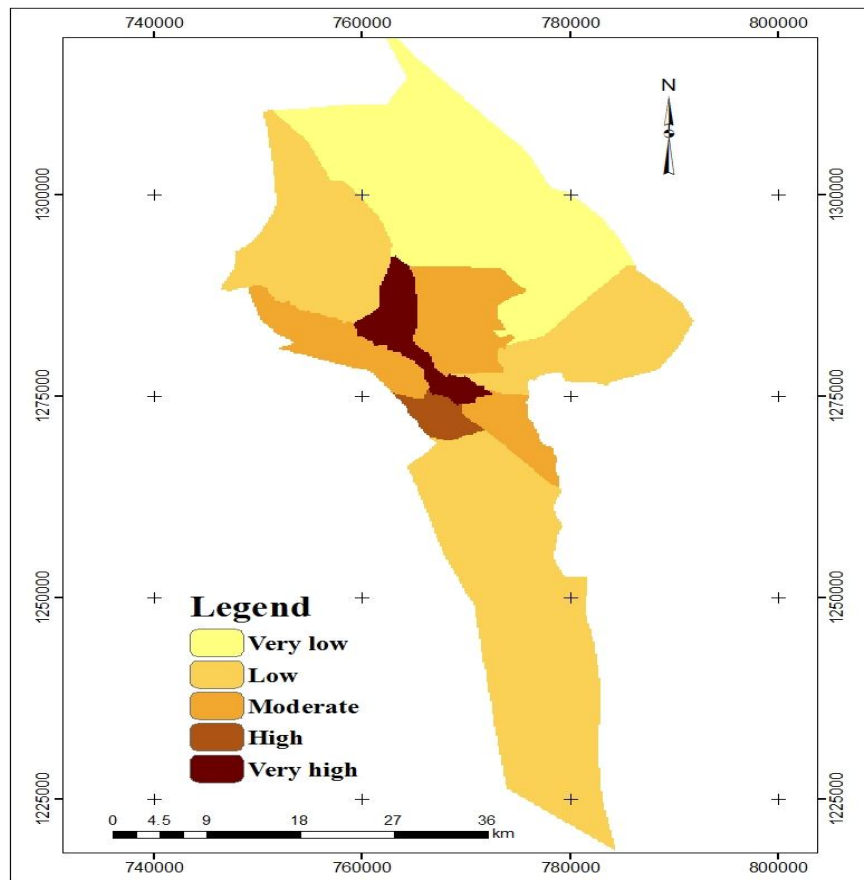 740000 760000 780000 800000
N
1300000 1300000
1275000 1275000
1250000 1250000
1225000 1225000
Legend
Very low
Low
Moderate
High
Very high
0 4.5 9 18 27 36
km
740000 760000 780000 800000